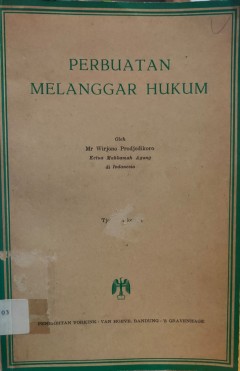 PERBUATAN
MELANGGAR HUKUM
Oleh
Mr Wirjono Prodjodikoro
Ketua Mahkamah Agung
di Indonesia
PENERBITAN VORKINK - VAN HOEVE, BANDUNG - 'S GRAVENHAGE